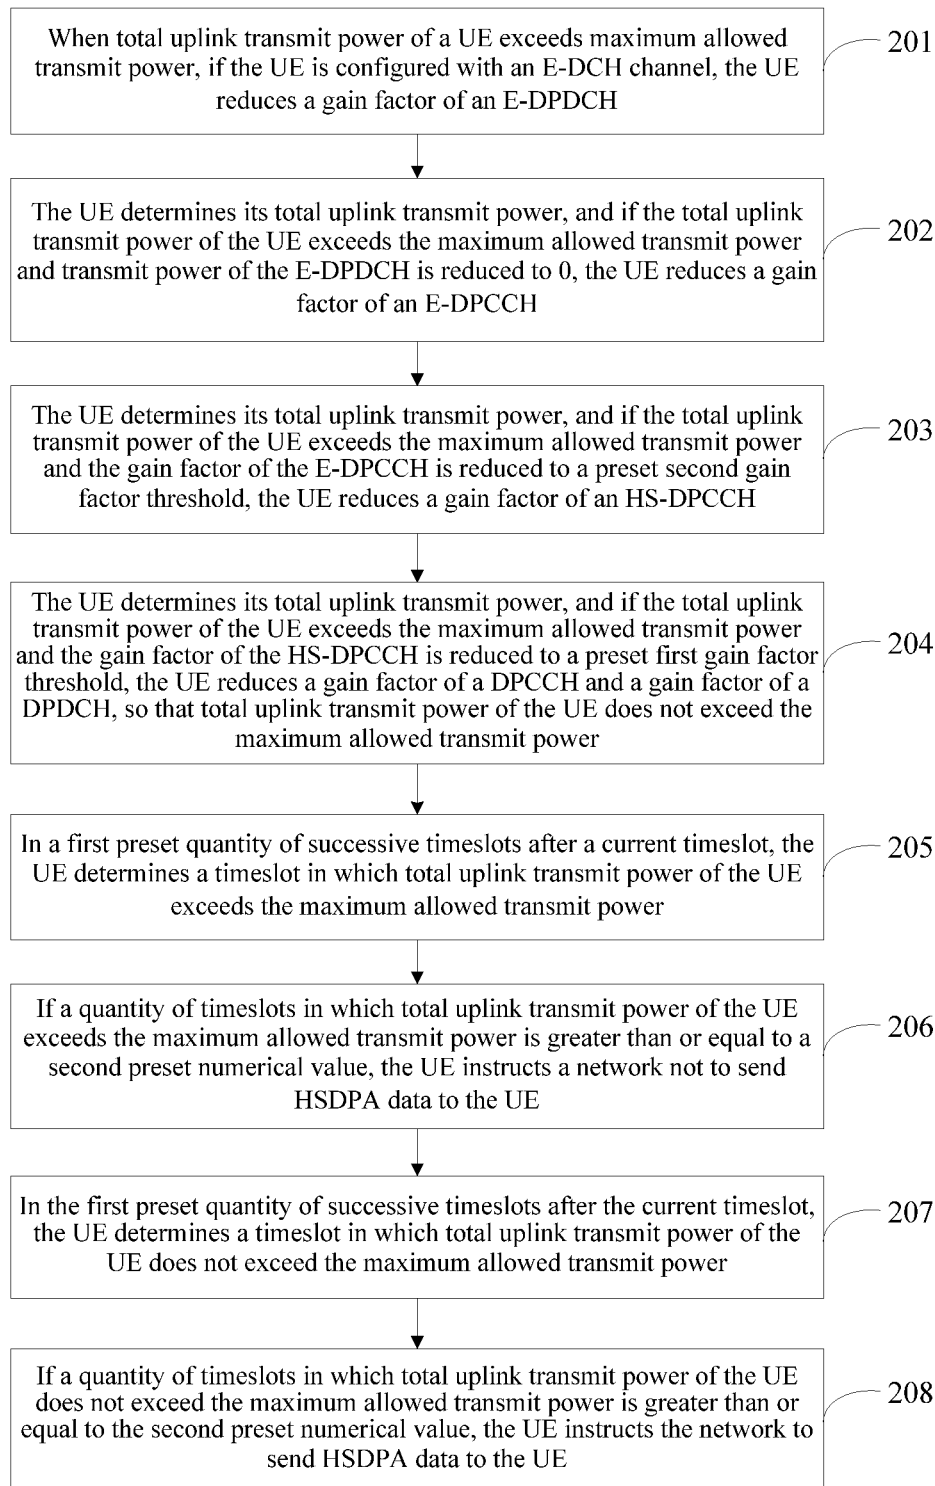 When total uplink transmit power of a UE exceeds maximum allowed
transmit power, if the UE is configured with an E-DCH channel, the UE
reduces a gain factor of an E-DPDCH
201
The UE determines its total uplink transmit power, and if the total uplink
transmit power of the UE exceeds the maximum allowed transmit power
and transmit power of the E-DPDCH is reduced to 0, the UE reduces a gain
factor of an E-DPCCH
202
The UE determines its total uplink transmit power, and if the total uplink
transmit power of the UE exceeds the maximum allowed transmit power
and the gain factor of the E-DPCCH is reduced to a preset second gain
factor threshold, the UE reduces a gain factor of an HS-DPCCH
203
The UE determines its total uplink transmit power, and if the total uplink
transmit power of the UE exceeds the maximum allowed transmit power
and the gain factor of the HS-DPCCH is reduced to a preset first gain factor
threshold, the UE reduces a gain factor of a DPCCH and a gain factor of a
DPDCH, so that total uplink transmit power of the UE does not exceed the
maximum allowed transmit power
204
In a first preset quantity of successive timeslots after a current timeslot, the
UE determines a timeslot in which total uplink transmit power of the UE
exceeds the maximum allowed transmit power
205
If a quantity of timeslots in which total uplink transmit power of the UE
exceeds the maximum allowed transmit power is greater than or equal to a
second preset numerical value, the UE instructs a network not to send
HSDPA data to the UE
206
In the first preset quantity of successive timeslots after the current timeslot,
the UE determines a timeslot in which total uplink transmit power of the
UE does not exceed the maximum allowed transmit power
207
If a quantity of timeslots in which total uplink transmit power of the UE
does not exceed the maximum allowed transmit power is greater than or
equal to the second preset numerical value, the UE instructs the network to
send HSDPA data to the UE
208